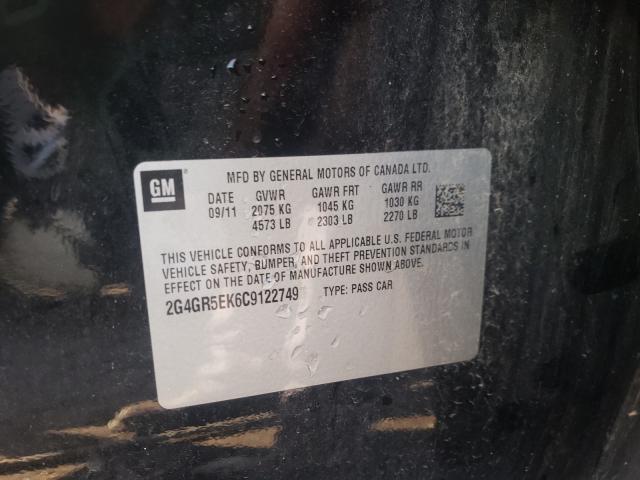 GM
MFD BY GENERAL MOTORS OF CANADA LTD.
DATE GVWR GAWR FRT GAWR RR
09/11 2075 KG 1045 KG 1030 KG
4573 LB 2303 LB 2270 LB
THIS VEHICLE CONFORMS TO ALL APPLICABLE U.S. FEDERAL MOTOR
VEHICLE SAFETY, BUMPER, AND THEFT PREVENTION STANDARDS IN
EFFECT ON THE DATE OF MANUFACTURE SHOWN ABOVE.
2G4GR5EK6C9122749 TYPE: PASS CAR